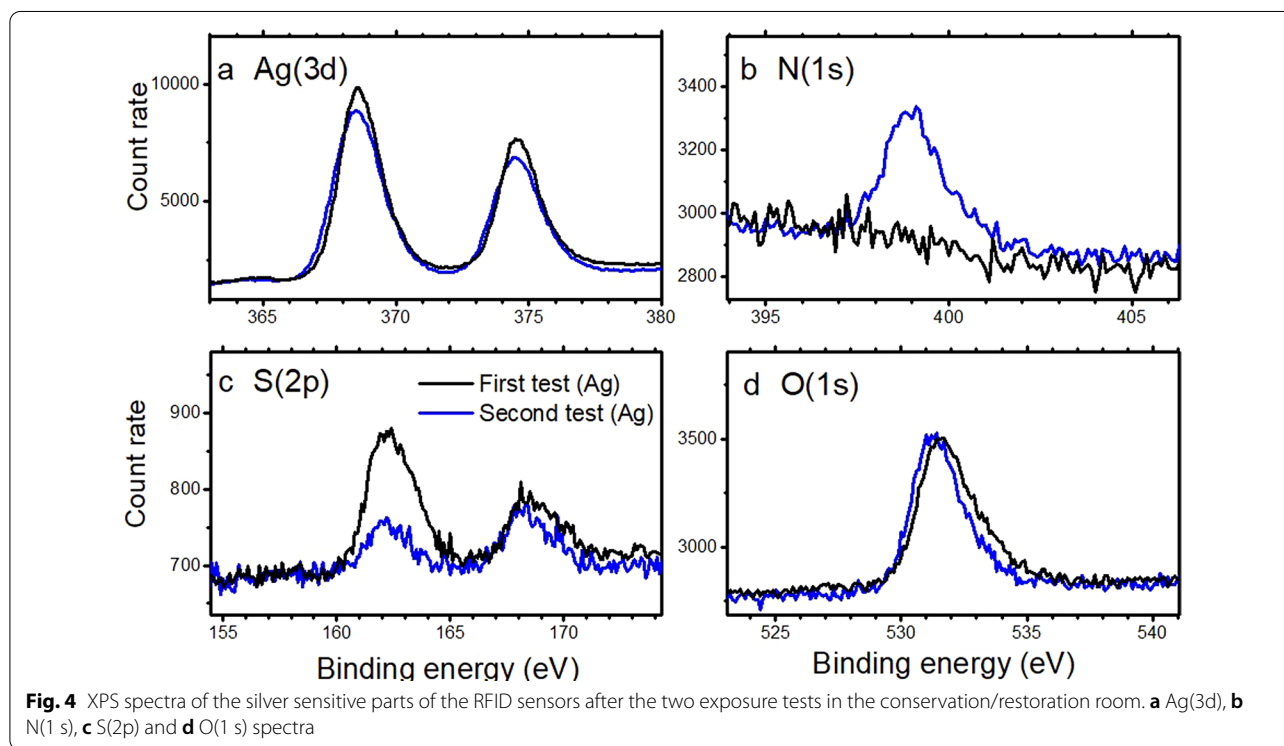 a Ag(3d)
Count rate
10000
5000
365 370 375 380
b N(1s)
3400
3200
3000
2800
395 400 405
c S(2p)
First test (Ag)
Second test (Ag)
Count rate
900
800
700
155 160 165 170
Binding energy (eV)
d O(1s)
3500
3000
525 530 535 540
Binding energy (eV)
Fig. 4 XPS spectra of the silver sensitive parts of the RFID sensors after the two exposure tests in the conservation/restoration room. a Ag(3d), b
N(1 s), c S(2p) and d O(1 s) spectra